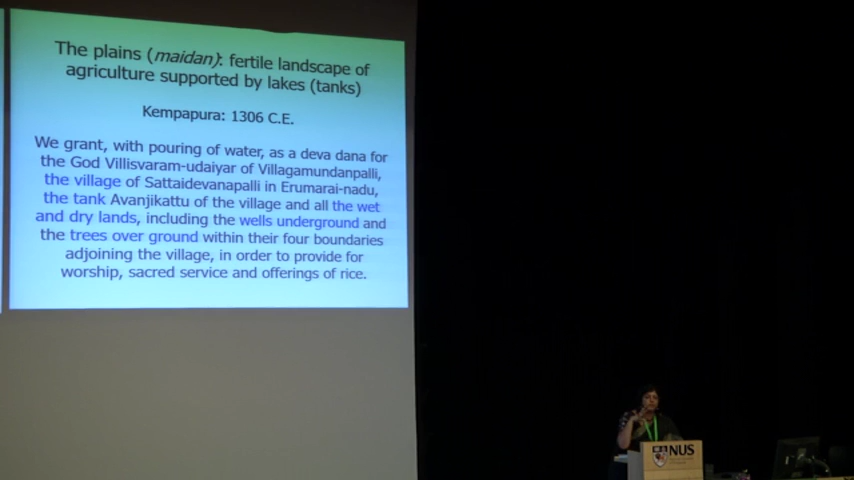 The plains (maidan): fertile landscape of
agriculture supported by lakes (tanks)
Kempapura: 1306 C.E.
We grant, with pouring of water, as a deva dana for
the God Villisvaram-udaiyar of Villagamundanpalli,
the village of Sattaidevanapalli in Erumarai-nadu,
the tank Avanjikattu of the village and all the wet
and dry lands, including the wells underground and
the trees over ground within their four boundaries
adjoining the village, in order to provide for
worship, sacred service and offerings of rice.
NUS